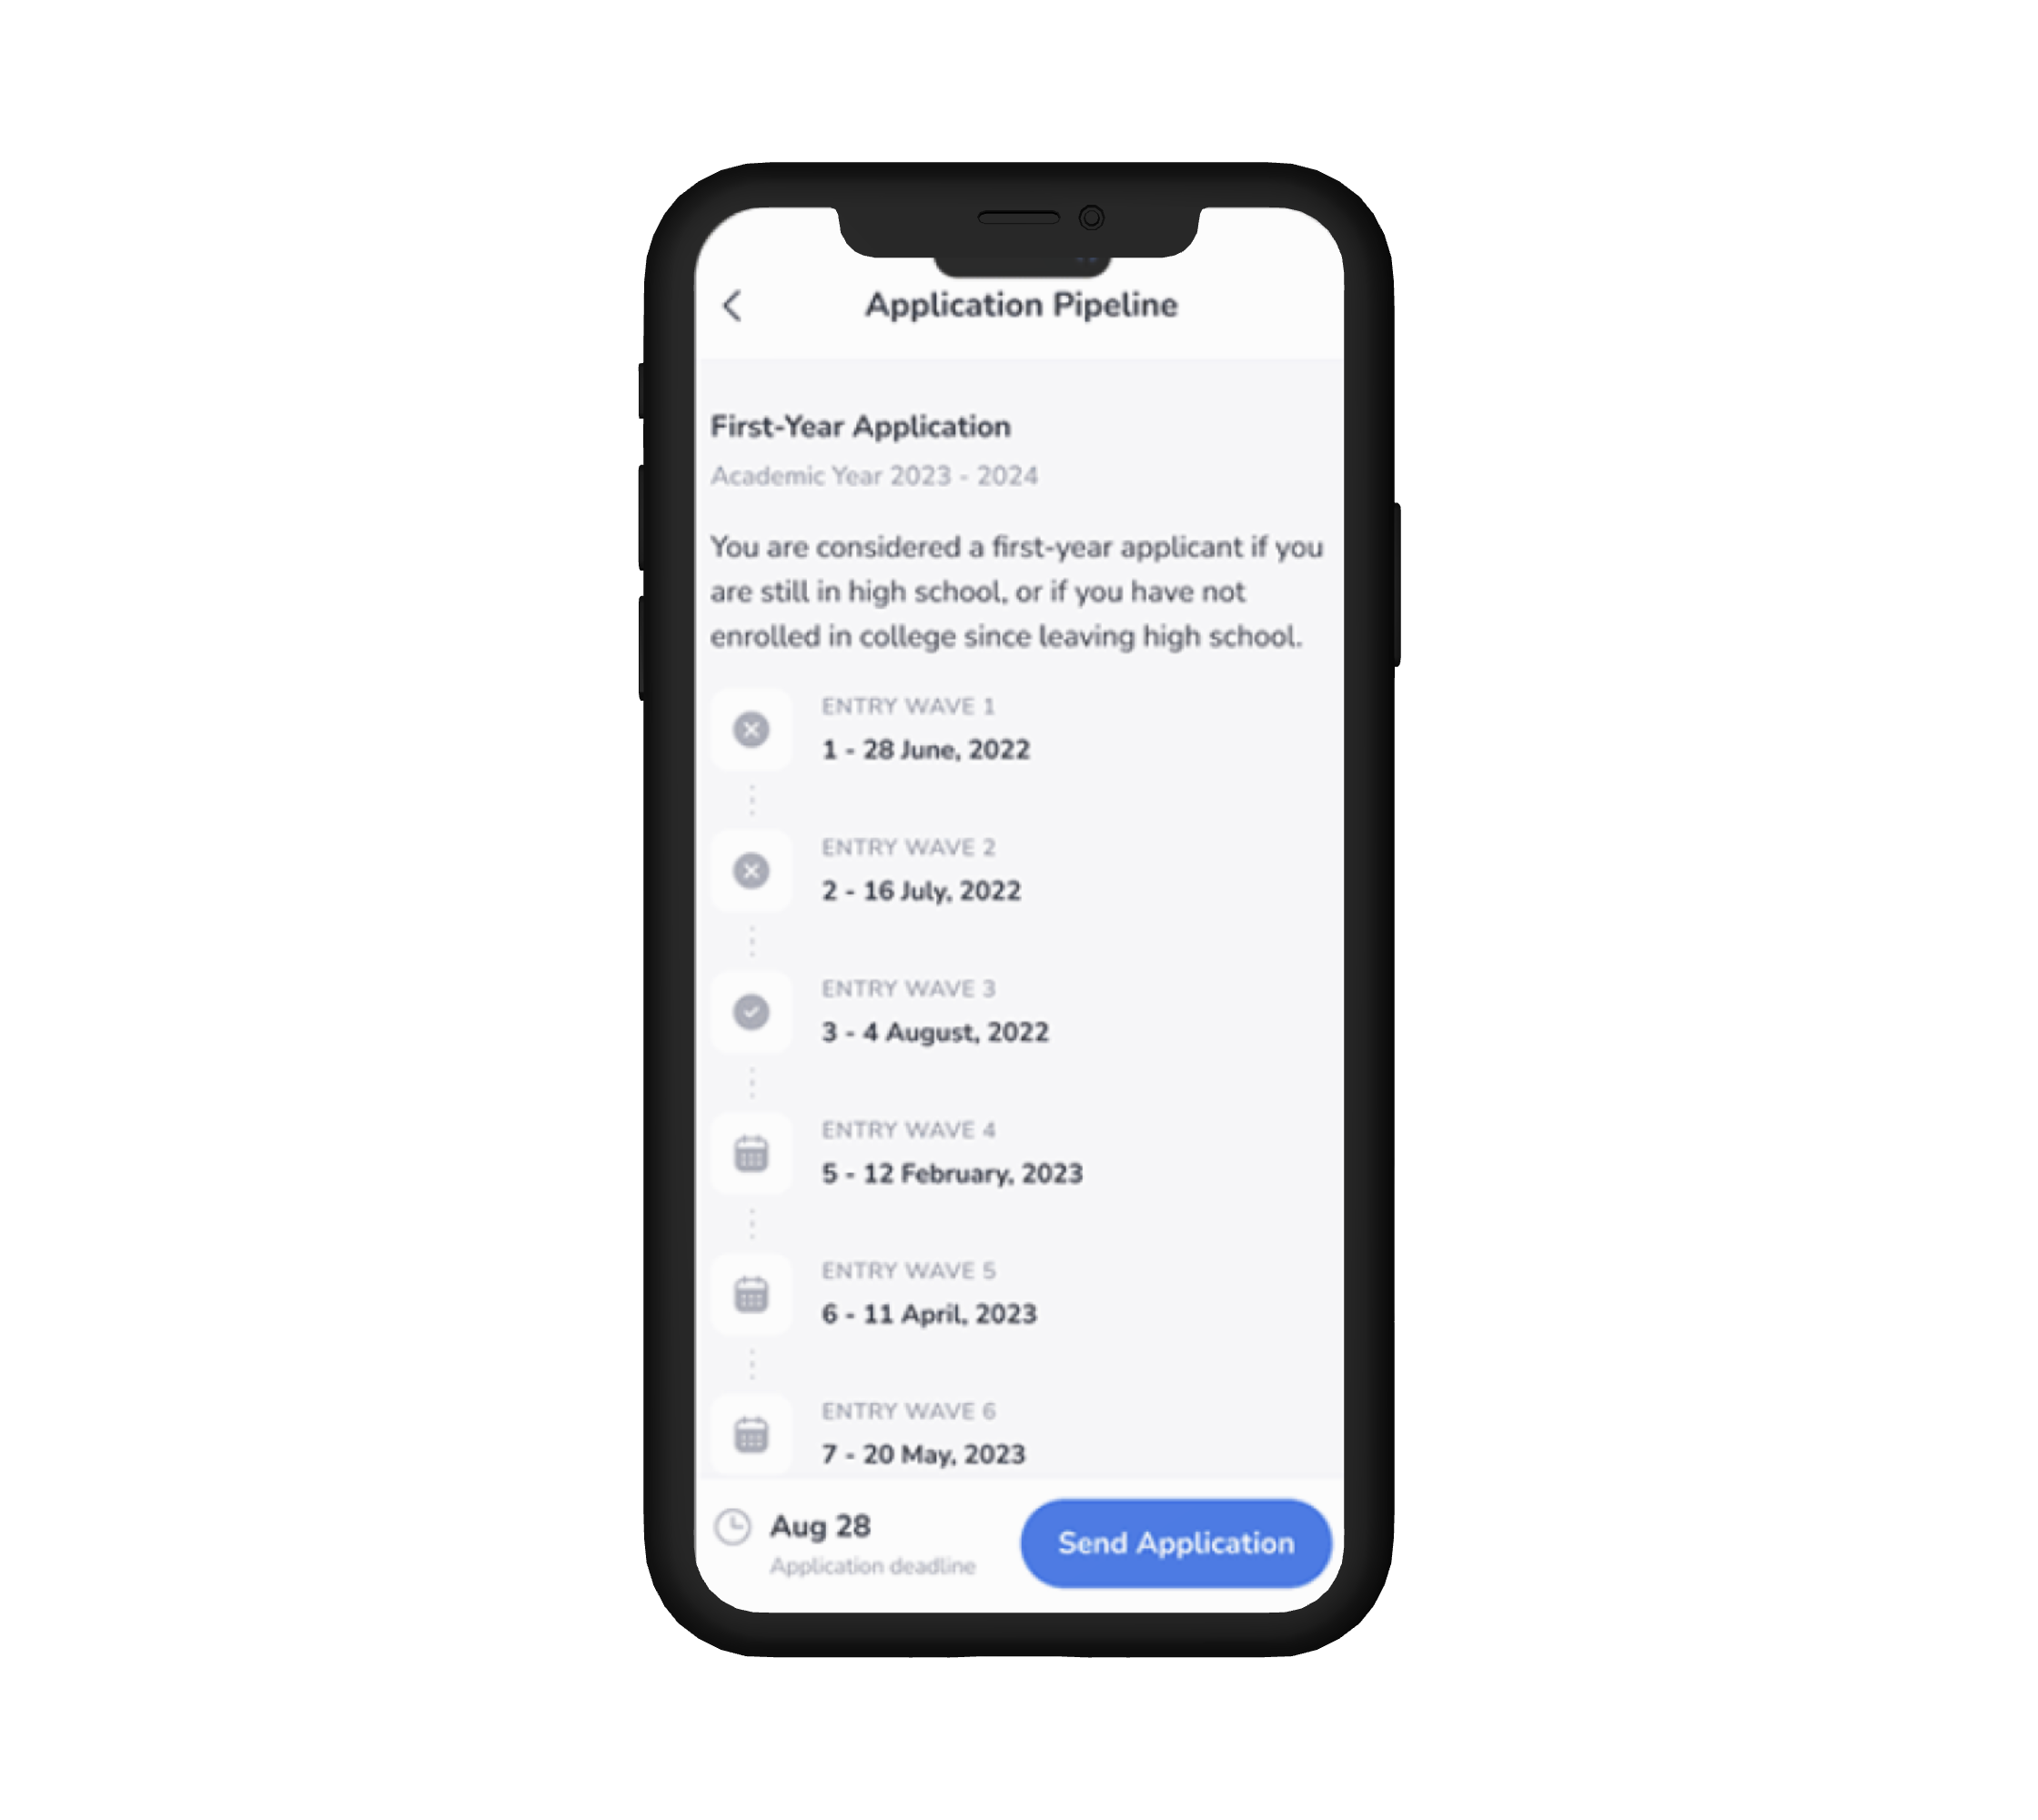 Application Pipeline
First-Year Application
Academic Year 2023 - 2024
You are considered a first-year applicant if you
are still in high school, or if you have not
enrolled in college since leaving high school.
ENTRY WAVE 1
1 - 28 June, 2022
ENTRY WAVE 2
2 - 16 July, 2022
ENTRY WAVE 3
3 - 4 August, 2022
ENTRY WAVE 4
5 - 12 February, 2023
ENTRY WAVE 5
6 - 11 April, 2023
ENTRY WAVE 6
7 - 20 May, 2023
Aug 28
Application deadline
Send Application